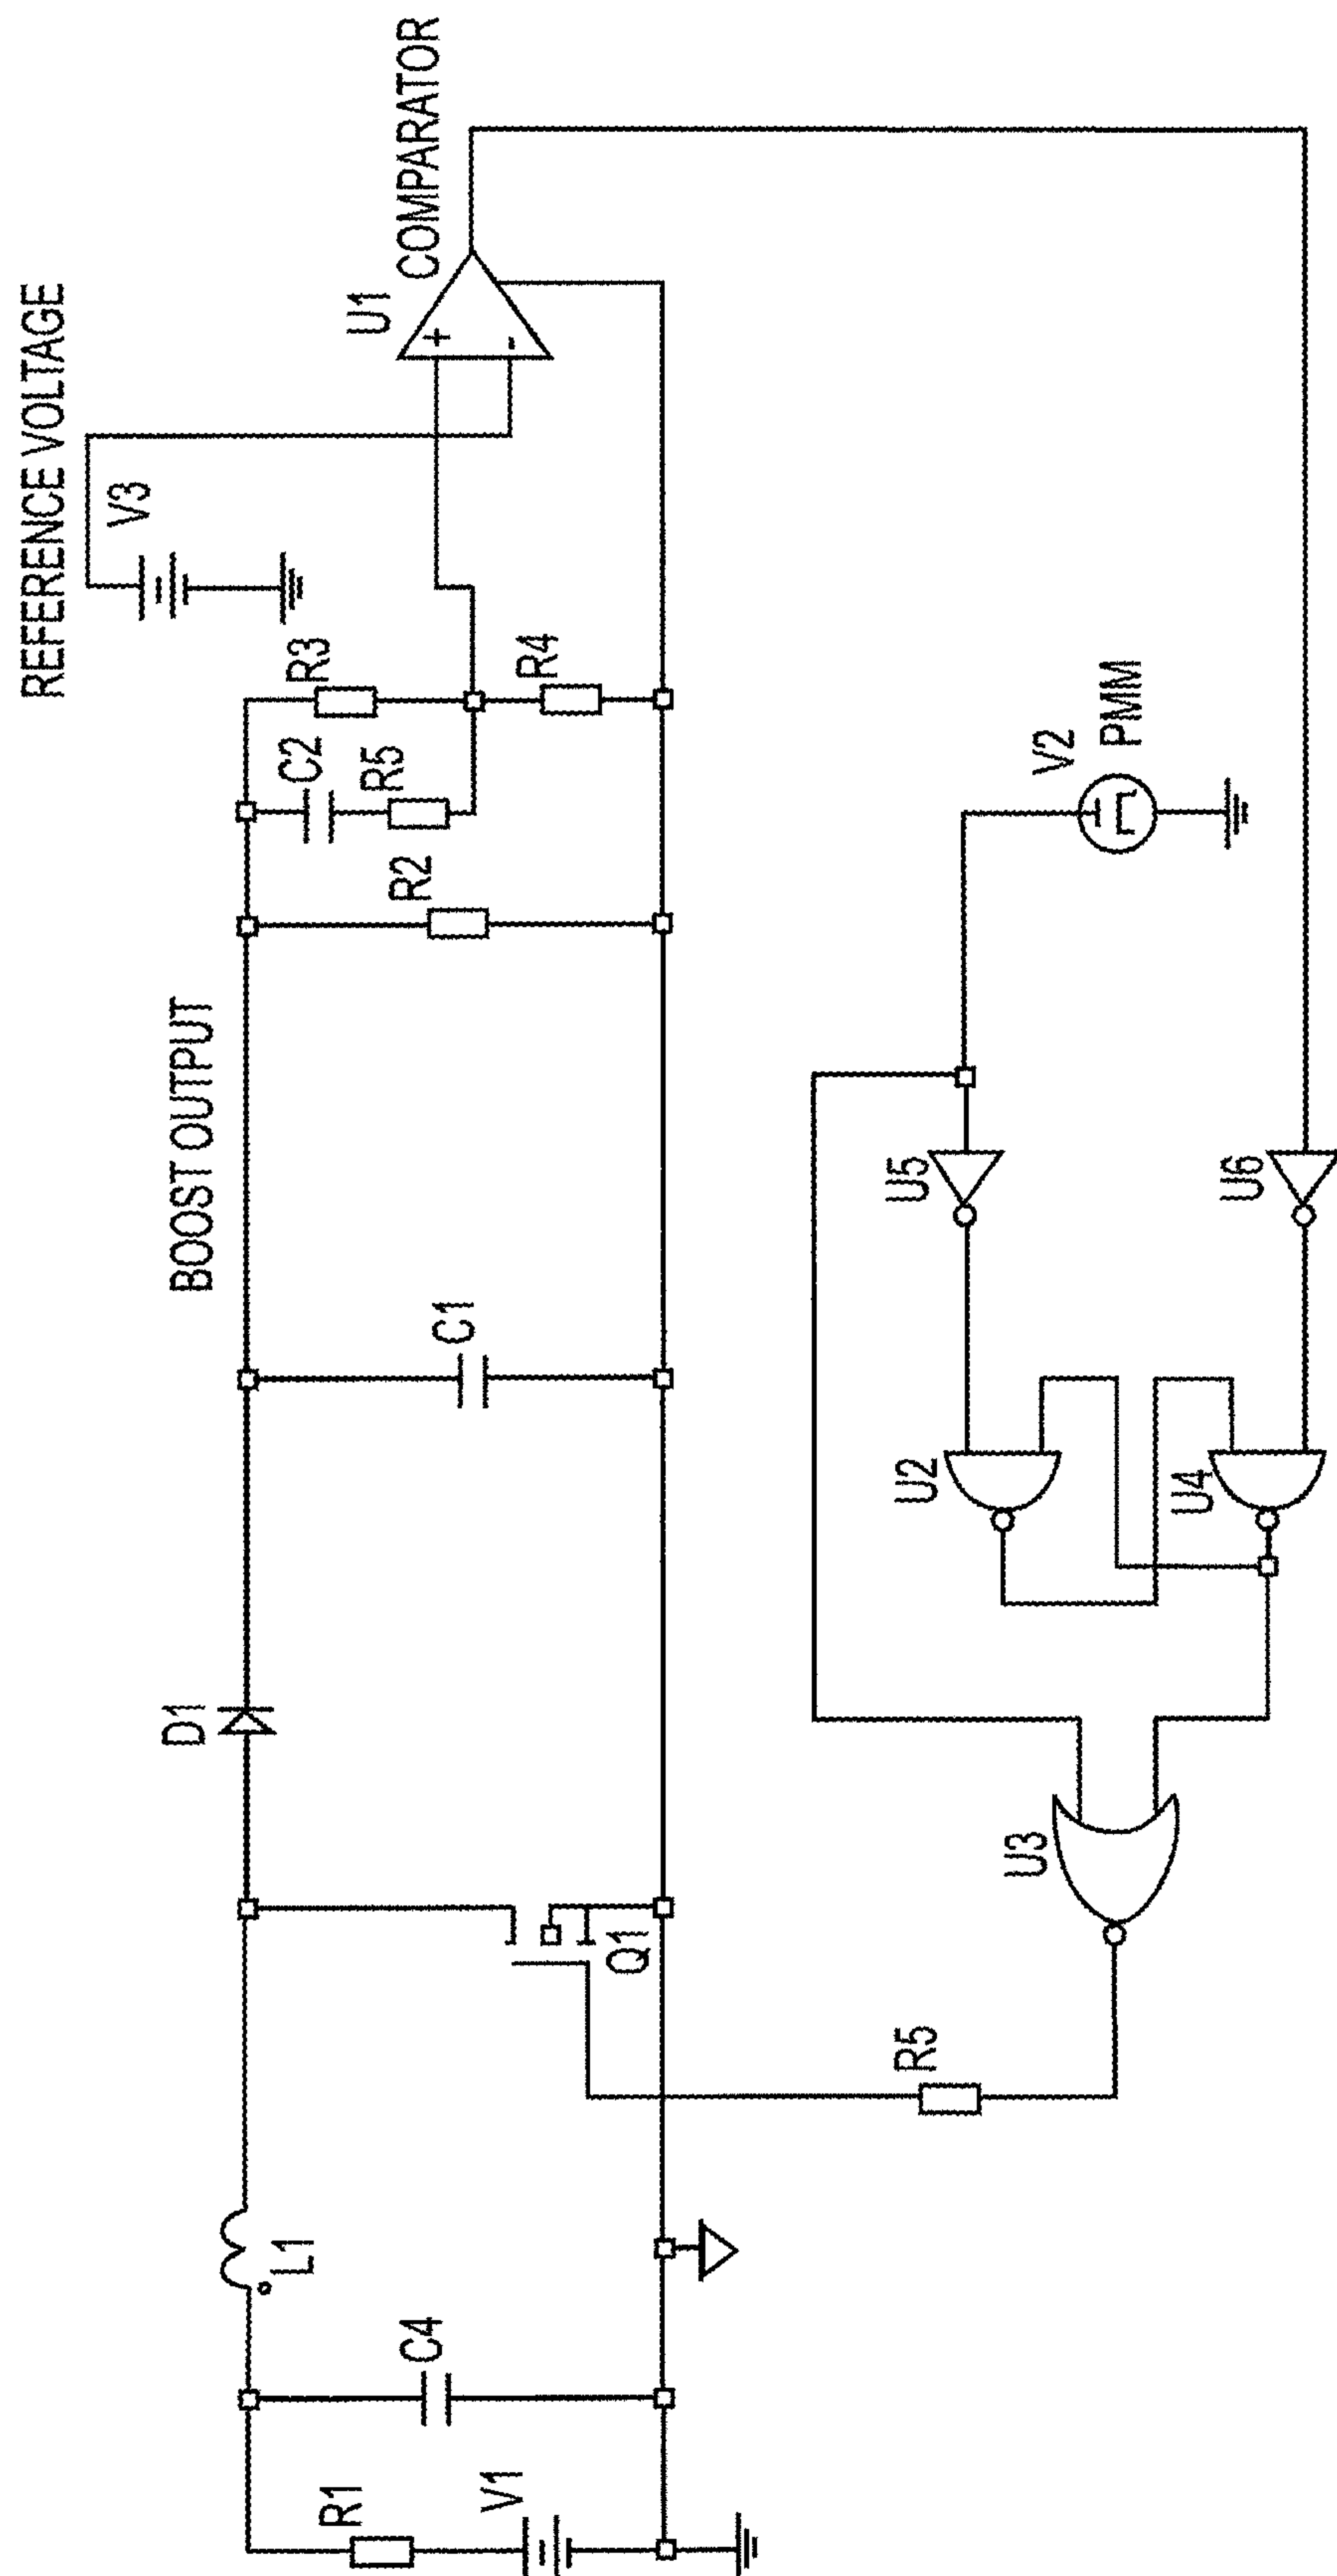 REFERENCE VOLTAGE
V3
U1
COMPARATOR
BOOST OUTPUT
D1
L1
R1
V1
C4
Q1
C1
R2
C2
R5
R3
R4
+
-
R5
U3
U2
U4
U5
U6
V2
PMM